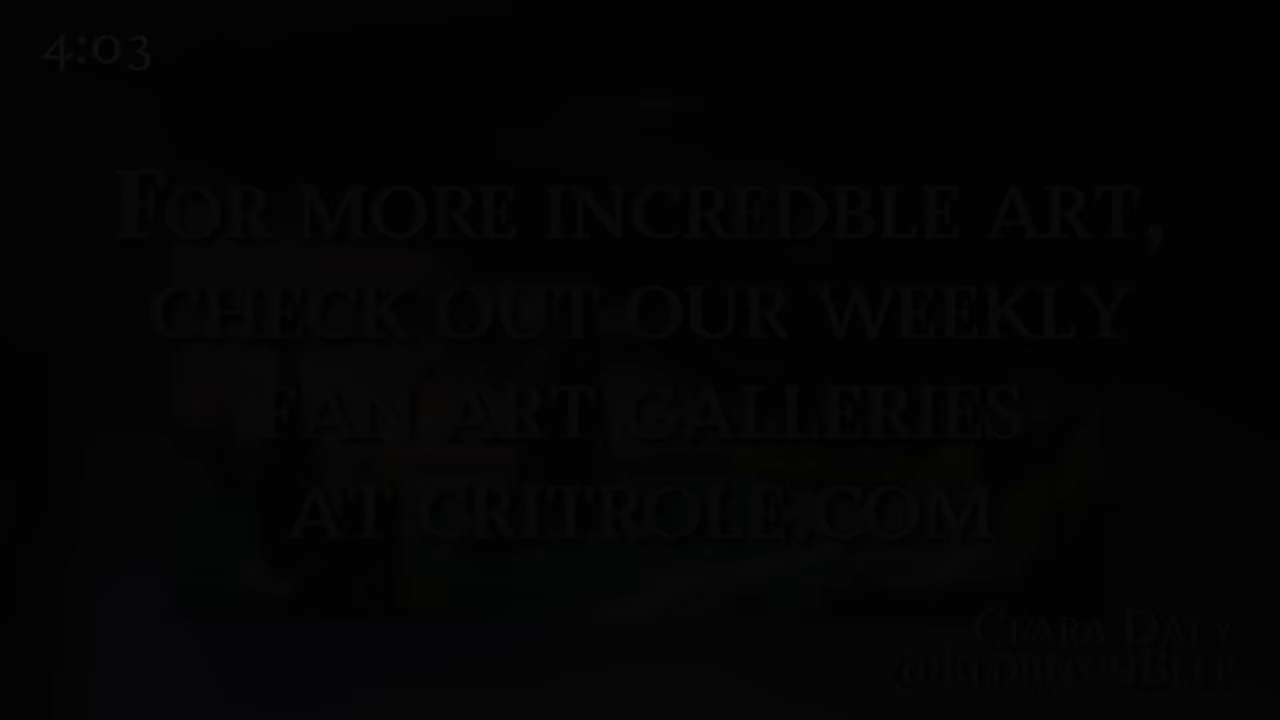 4:03
For more incredble art,
check out our weekly
fan art galleries
at critrole.com